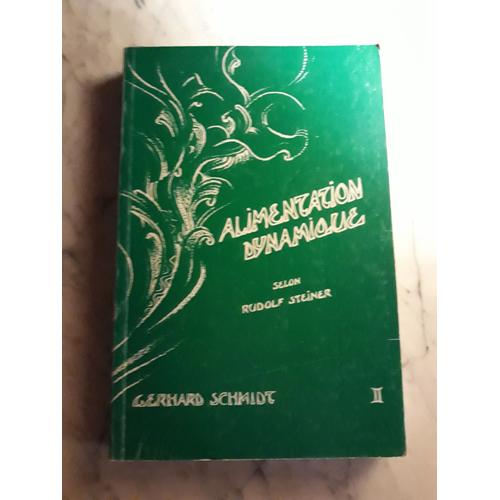 ALIMENTATION
DYNAMIQUE
SELON
RUDOLF STEINER
GERHARD SCHMIDT II